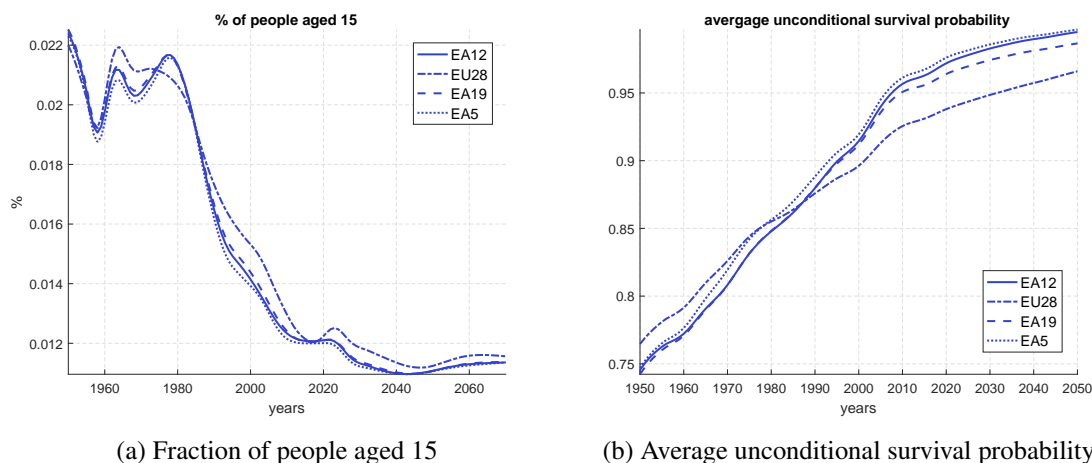 % of people aged 15
0.022
0.02
0.018
0.016
0.014
0.012
%
1960
1980
2000
2020
2040
2060
years
EA12
EU28
EA19
EA5
(a) Fraction of people aged 15
avergage unconditional survival probability
0.95
0.9
0.85
0.8
0.75
1950
1960
1970
1980
1990
2000
2010
2020
2030
2040
2050
years
EA12
EU28
EA19
EA5
(b) Average unconditional survival probability